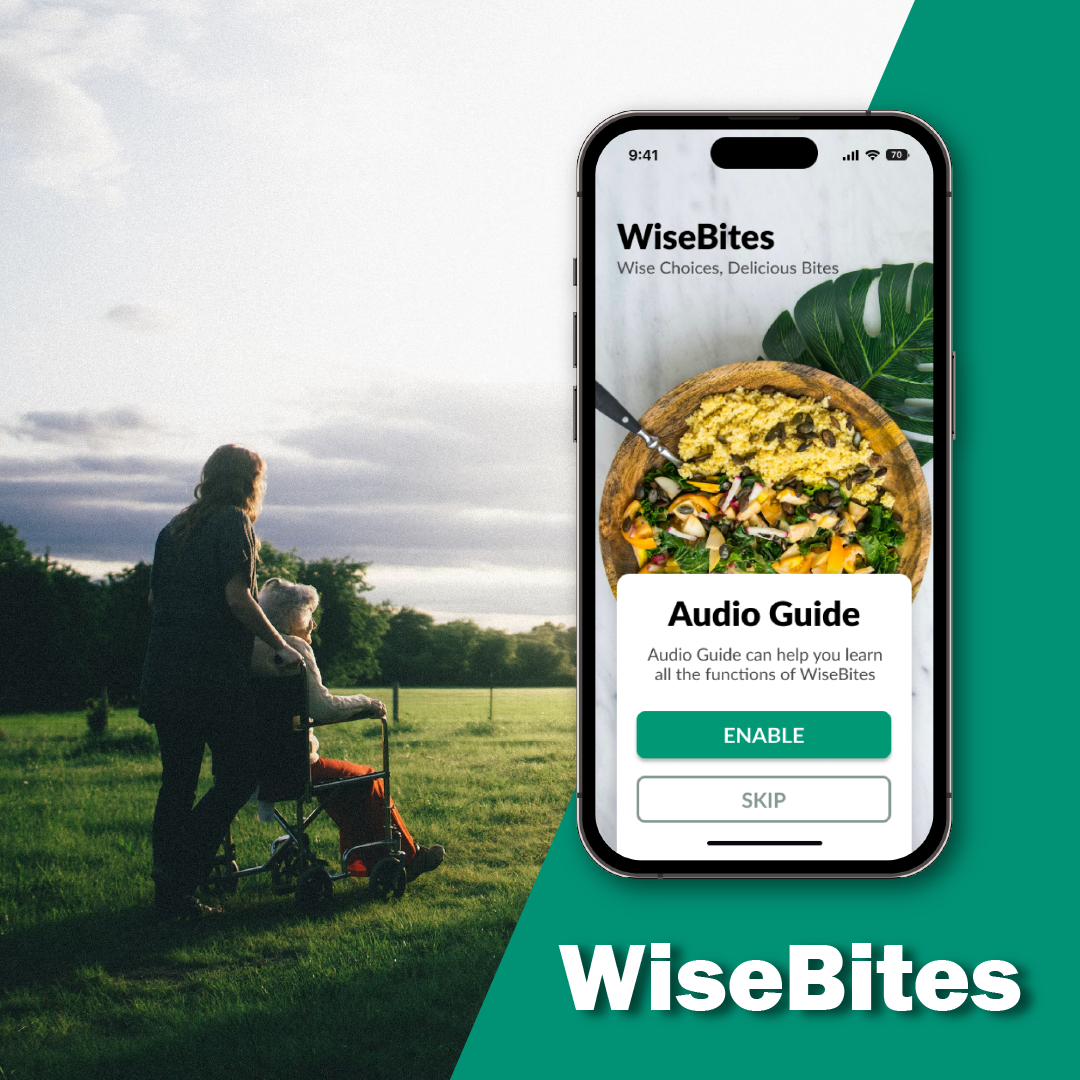 9:41
70
WiseBites
Wise Choices, Delicious Bites
Audio Guide
Audio Guide can help you learn
all the functions of WiseBites
ENABLE
SKIP
WiseBites